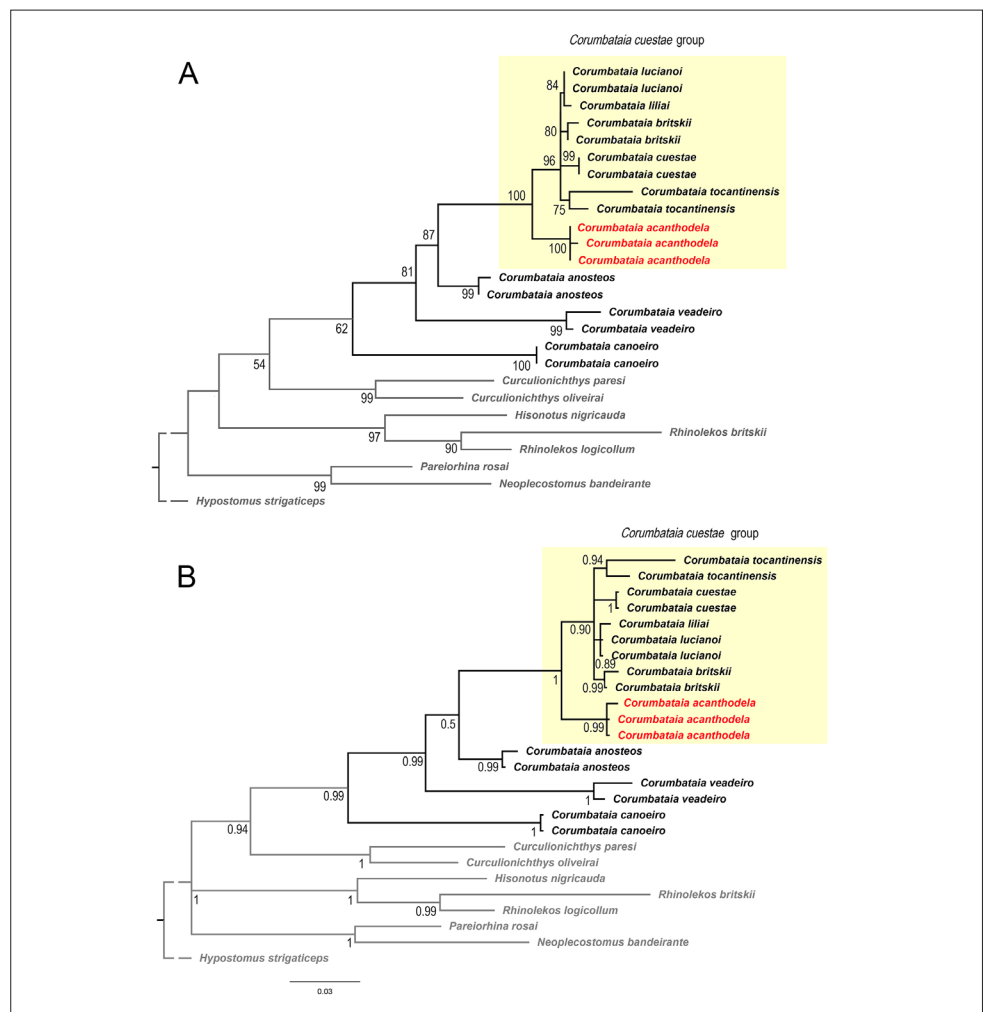 Corumbataia cuestae group
A
Corumbataia lucianoi
84
Corumbataia lucianoi
Corumbataia liliai
Corumbataia britskii
80
Corumbataia britskii
96
99
Corumbataia cuestae
Corumbataia cuestae
Corumbataia tocantinensis
100
75
Corumbataia tocantinensis
Corumbataia acanthodela
87
100
Corumbataia acanthodela
Corumbataia acanthodela
81
Corumbataia anosteos
99
Corumbataia anosteos
Corumbataia veadeiro
62
99
Corumbataia veadeiro
Corumbataia canoeiro
54
100
Corumbataia canoeiro
Curculionichthys paresi
99
Curculionichthys oliveirai
Hisonotus nigricauda
97
Rhinolekos britskii
90
Rhinolekos logicollum
Pareiorhina rosai
99
Neoplecostomus bandeirante
Hypostomus strigaticeps
Corumbataia cuestae group
B
0.94
Corumbataia tocantinensis
Corumbataia tocantinensis
Corumbataia cuestae
1
Corumbataia cuestae
0.90
Corumbataia liliai
Corumbataia lucianoi
Corumbataia lucianoi
0.89
Corumbataia britskii
1
0.99
Corumbataia britskii
Corumbataia acanthodela
0.5
0.99
Corumbataia acanthodela
Corumbataia acanthodela
0.99
Corumbataia anosteos
0.99
Corumbataia anosteos
Corumbataia veadeiro
0.99
1
Corumbataia veadeiro
Corumbataia canoeiro
0.94
1
Corumbataia canoeiro
Curculionichthys paresi
1
Curculionichthys oliveirai
Hisonotus nigricauda
1
1
Rhinolekos britskii
0.99
Rhinolekos logicollum
Pareiorhina rosai
1
Neoplecostomus bandeirante
Hypostomus strigaticeps
0.03